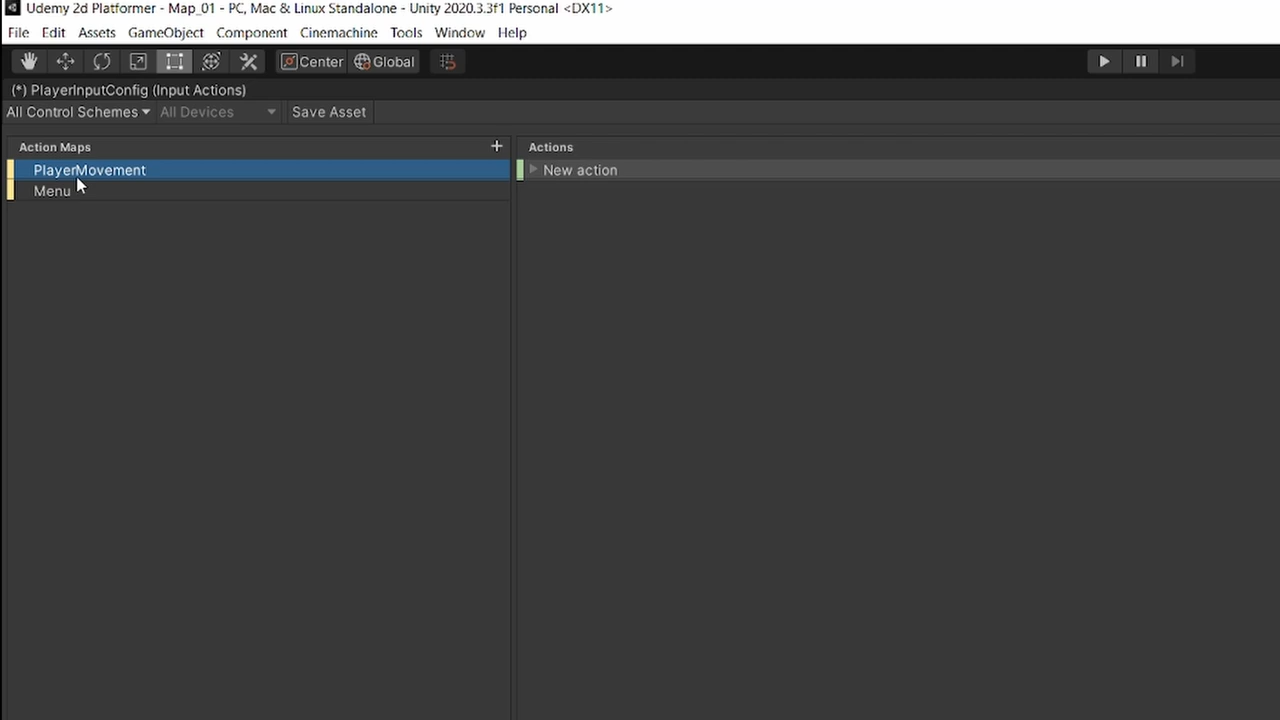 Udemy 2d Platformer - Map_01 - PC, Mac & Linux Standalone - Unity 2020.3.3f1 Personal <DX11>
File Edit Assets GameObject Component Cinemachine Tools Window Help
Center Global
(*) PlayerInputConfig (Input Actions)
All Control Schemes All Devices Save Asset
Action Maps + Actions
PlayerMovement New action
Menu